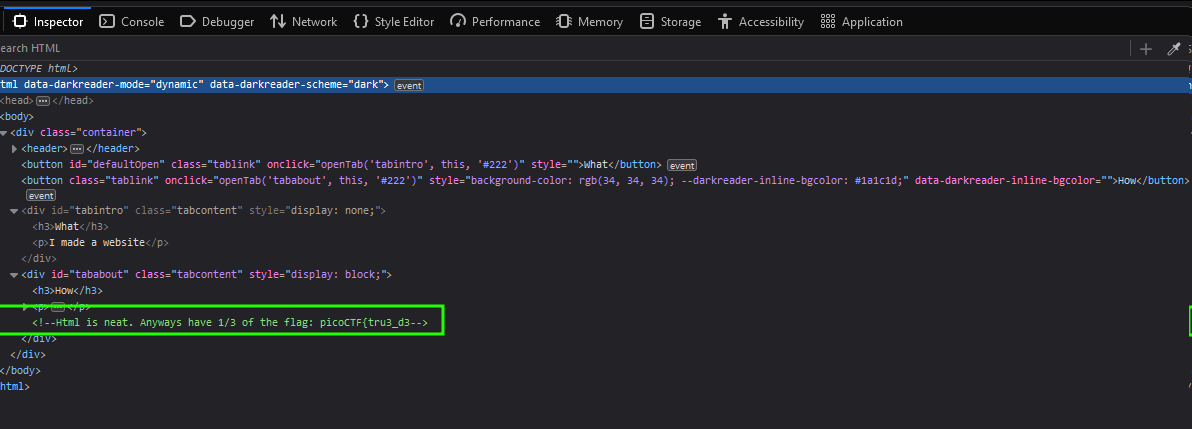 Inspector Console Debugger Network Style Editor Performance Memory Storage Accessibility Application
earch HTML
DOCTYPE html>
tml data-darkreader-mode="dynamic" data-darkreader-scheme="dark"> event
<head> ••• </head>
<body>
<div class="container">
<header> ••• </header>
<button id="defaultOpen" class="tablink" onclick="openTab('tabintro', this, '#222')" style="">What</button> event
<button class="tablink" onclick="openTab('tababout', this, '#222')" style="background-color: rgb(34, 34, 34); --darkreader-inline-bgcolor: #1a1c1d;" data-darkreader-inline-bgcolor="">How</button>
event
<div id="tabintro" class="tabcontent" style="display: none;">
<h3>What</h3>
<p>I made a website</p>
</div>
<div id="tababout" class="tabcontent" style="display: block;">
<h3>How</h3>
<p> ••• </p>
<!--Html is neat. Anyways have 1/3 of the flag: picoCTF{tru3_d3-->
</div>
</div>
</body>
html>